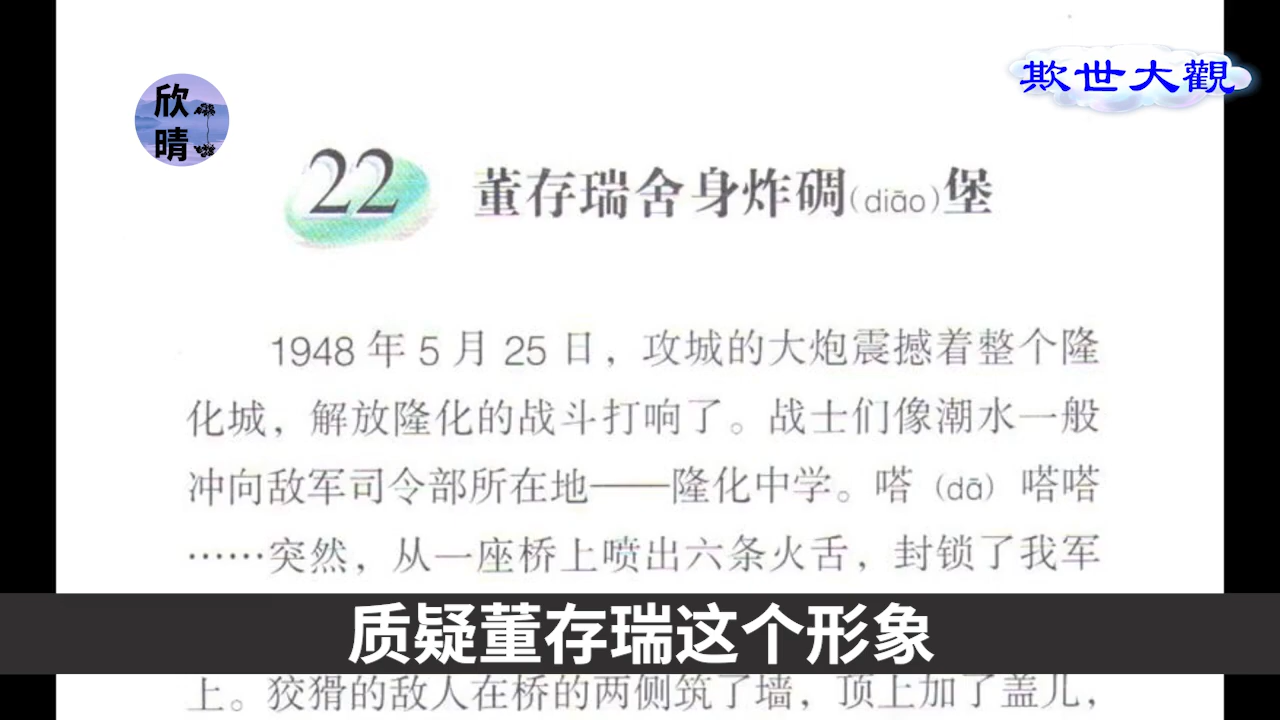 欣
晴
欺世大觀
22 董存瑞舍身炸碉(diāo)堡
1948 年 5 月 25 日，攻城的大炮震撼着整个隆
化城，解放隆化的战斗打响了。战士们像潮水一般
冲向敌军司令部所在地——隆化中学。嗒（dā）嗒嗒
……突然，从一座桥上喷出六条火舌，封锁了我军
质疑董存瑞这个形象
上。狡猾的敌人在桥的两侧筑了墙，顶上加了盖儿，